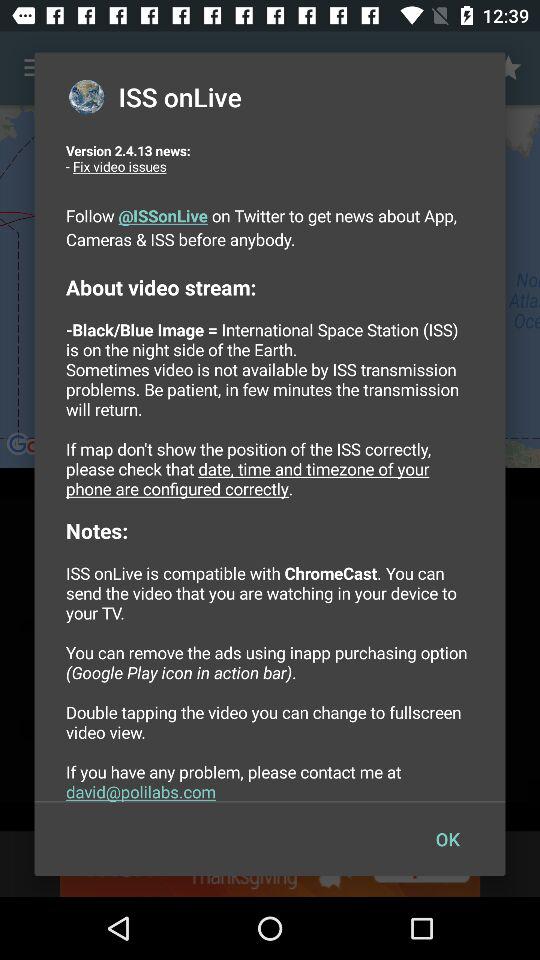 12:39
ISS onLive
Version 2.4.13 news:
- Fix video issues
Follow @ISSonLive on Twitter to get news about App,
Cameras & ISS before anybody.
About video stream:
-Black/Blue Image = International Space Station (ISS)
is on the night side of the Earth.
Sometimes video is not available by ISS transmission
problems. Be patient, in few minutes the transmission
will return.
If map don't show the position of the ISS correctly,
please check that date, time and timezone of your
phone are configured correctly.
Notes:
ISS onLive is compatible with ChromeCast. You can
send the video that you are watching in your device to
your TV.
You can remove the ads using inapp purchasing option
(Google Play icon in action bar).
Double tapping the video you can change to fullscreen
video view.
If you have any problem, please contact me at
david@polilabs.com
OK
Thanksgiving